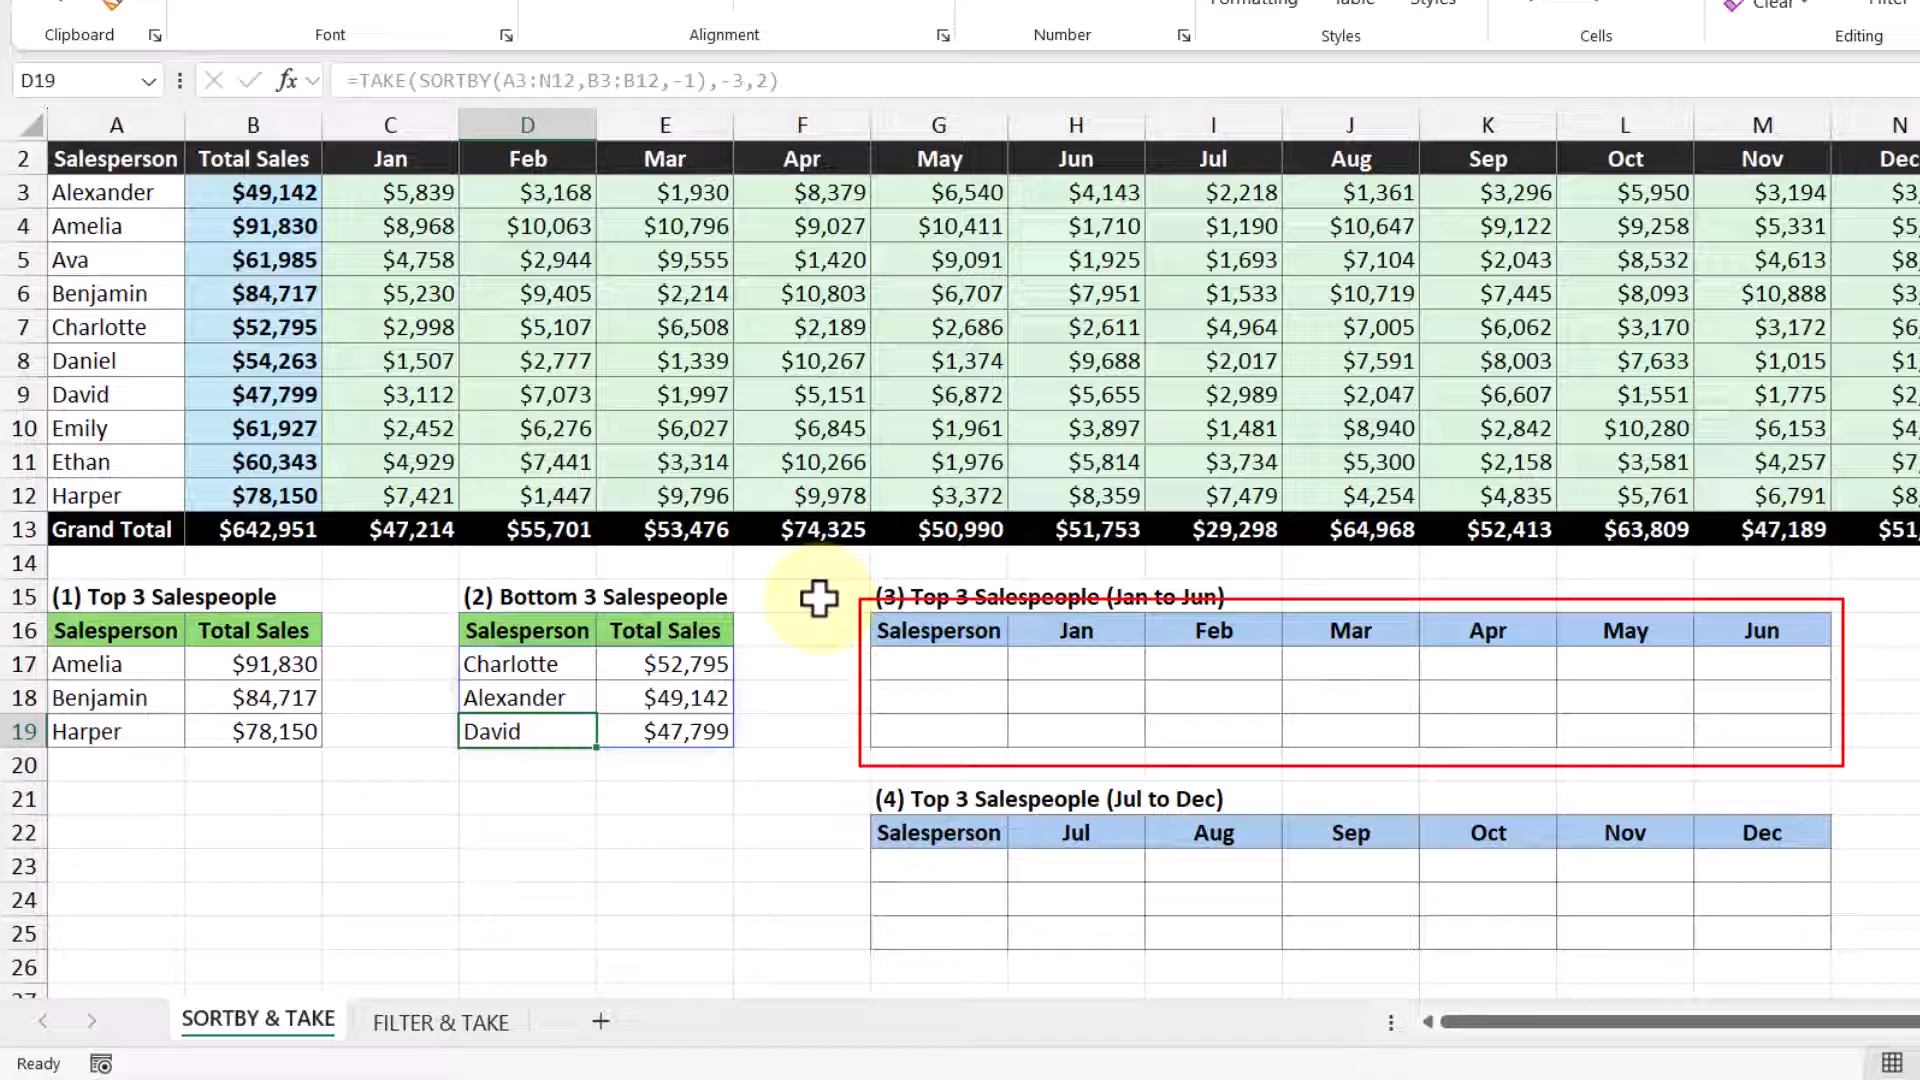 Formatting Table Styles Clear Filter
Clipboard Font Alignment Number Styles Cells Editing
D19 fx =TAKE(SORTBY(A3:N12,B3:B12,-1),-3,2)
A B C D E F G H I J K L M N
2 Salesperson Total Sales Jan Feb Mar Apr May Jun Jul Aug Sep Oct Nov Dec
3 Alexander $49,142 $5,839 $3,168 $1,930 $8,379 $6,540 $4,143 $2,218 $1,361 $3,296 $5,950 $3,194 $3,
4 Amelia $91,830 $8,968 $10,063 $10,796 $9,027 $10,411 $1,710 $1,190 $10,647 $9,122 $9,258 $5,331 $5,
5 Ava $61,985 $4,758 $2,944 $9,555 $1,420 $9,091 $1,925 $1,693 $7,104 $2,043 $8,532 $4,613 $8,
6 Benjamin $84,717 $5,230 $9,405 $2,214 $10,803 $6,707 $7,951 $1,533 $10,719 $7,445 $8,093 $10,888 $3,
7 Charlotte $52,795 $2,998 $5,107 $6,508 $2,189 $2,686 $2,611 $4,964 $7,005 $6,062 $3,170 $3,172 $6,
8 Daniel $54,263 $1,507 $2,777 $1,339 $10,267 $1,374 $9,688 $2,017 $7,591 $8,003 $7,633 $1,015 $1,
9 David $47,799 $3,112 $7,073 $1,997 $5,151 $6,872 $5,655 $2,989 $2,047 $6,607 $1,551 $1,775 $2,
10 Emily $61,927 $2,452 $6,276 $6,027 $6,845 $1,961 $3,897 $1,481 $8,940 $2,842 $10,280 $6,153 $4,
11 Ethan $60,343 $4,929 $7,441 $3,314 $10,266 $1,976 $5,814 $3,734 $5,300 $2,158 $3,581 $4,257 $7,
12 Harper $78,150 $7,421 $1,447 $9,796 $9,978 $3,372 $8,359 $7,479 $4,254 $4,835 $5,761 $6,791 $8,
13 Grand Total $642,951 $47,214 $55,701 $53,476 $74,325 $50,990 $51,753 $29,298 $64,968 $52,413 $63,809 $47,189 $51,
14
15 (1) Top 3 Salespeople (2) Bottom 3 Salespeople (3) Top 3 Salespeople (Jan to Jun)
16 Salesperson Total Sales Salesperson Total Sales Salesperson Jan Feb Mar Apr May Jun
17 Amelia $91,830 Charlotte $52,795
18 Benjamin $84,717 Alexander $49,142
19 Harper $78,150 David $47,799
20
21 (4) Top 3 Salespeople (Jul to Dec)
22 Salesperson Jul Aug Sep Oct Nov Dec
23
24
25
26
27
SORTBY & TAKE FILTER & TAKE
Ready